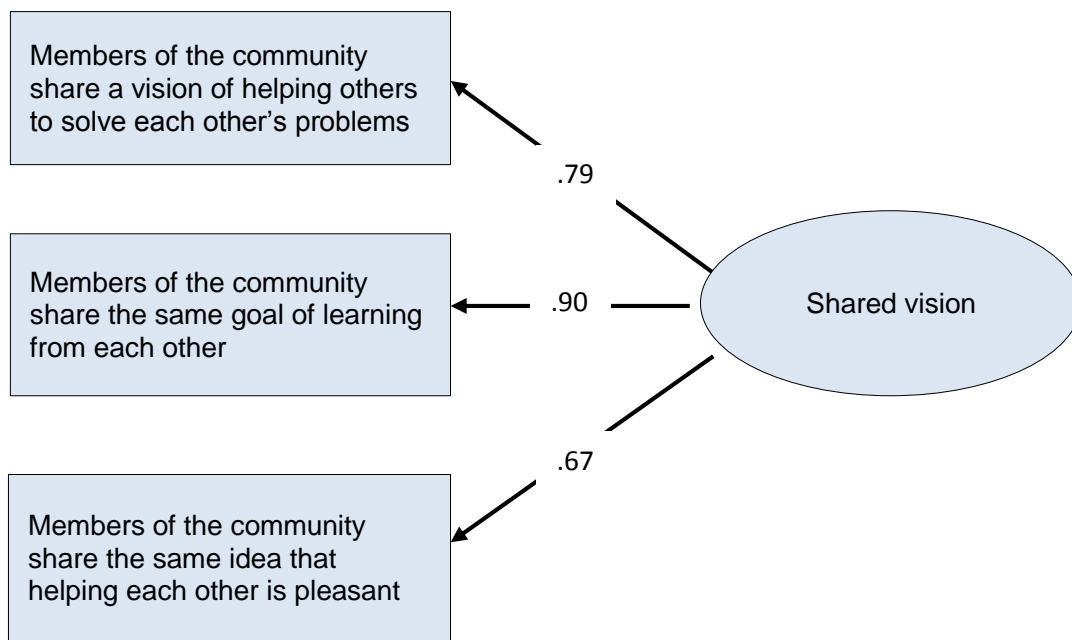 Members of the community
share a vision of helping others
to solve each other’s problems
.79
Members of the community
share the same goal of learning
from each other
.90
Shared vision
.67
Members of the community
share the same idea that
helping each other is pleasant